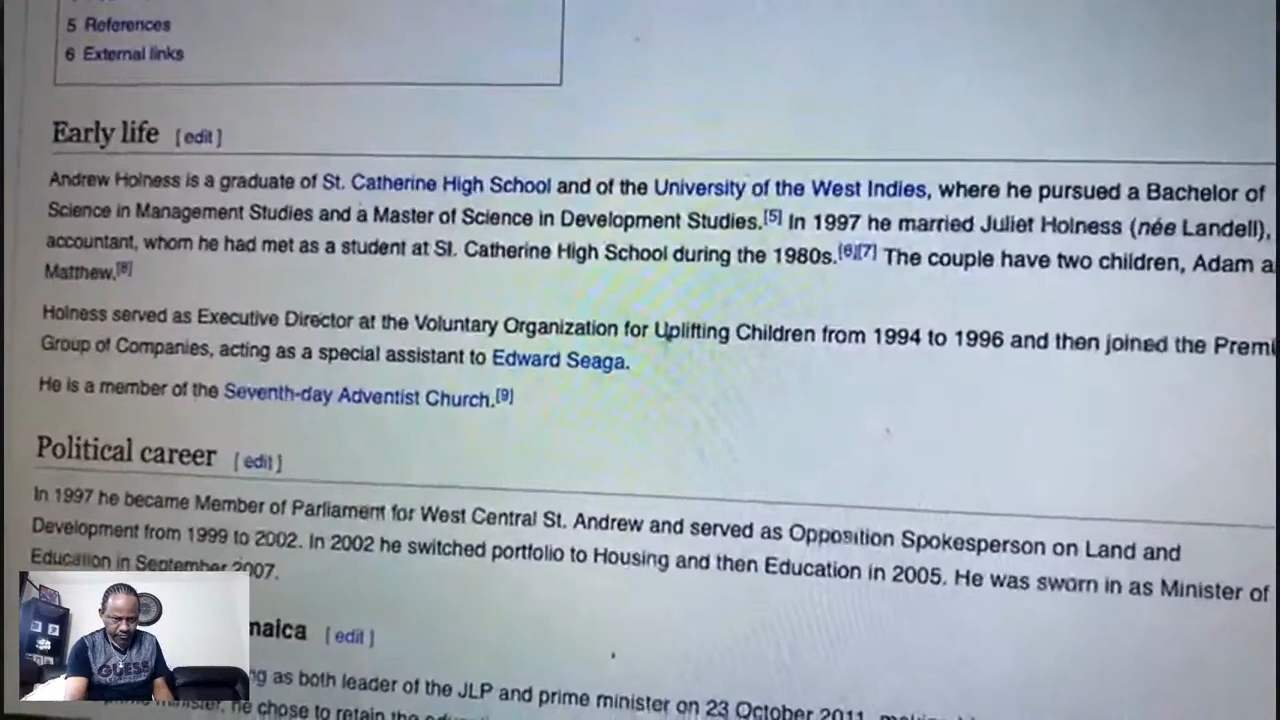 5 References
6 External links
Early life [edit]
Andrew Holness is a graduate of St. Catherine High School and of the University of the West Indies, where he pursued a Bachelor of
Science in Management Studies and a Master of Science in Development Studies.[5] In 1997 he married Juliet Holness (née Landell),
accountant, whom he had met as a student at St. Catherine High School during the 1980s.[6][7] The couple have two children, Adam a
Matthew.[8]
Holness served as Executive Director at the Voluntary Organization for Uplifting Children from 1994 to 1996 and then joined the Premi
Group of Companies, acting as a special assistant to Edward Seaga.
He is a member of the Seventh-day Adventist Church.[9]
Political career [edit]
In 1997 he became Member of Parliament for West Central St. Andrew and served as Opposition Spokesperson on Land and
Development from 1999 to 2002. In 2002 he switched portfolio to Housing and then Education in 2005. He was sworn in as Minister of
Education in September 2007.
maica [edit]
ng as both leader of the JLP and prime minister on 23 October 2011,
minister, he chose to retain the
GUESS